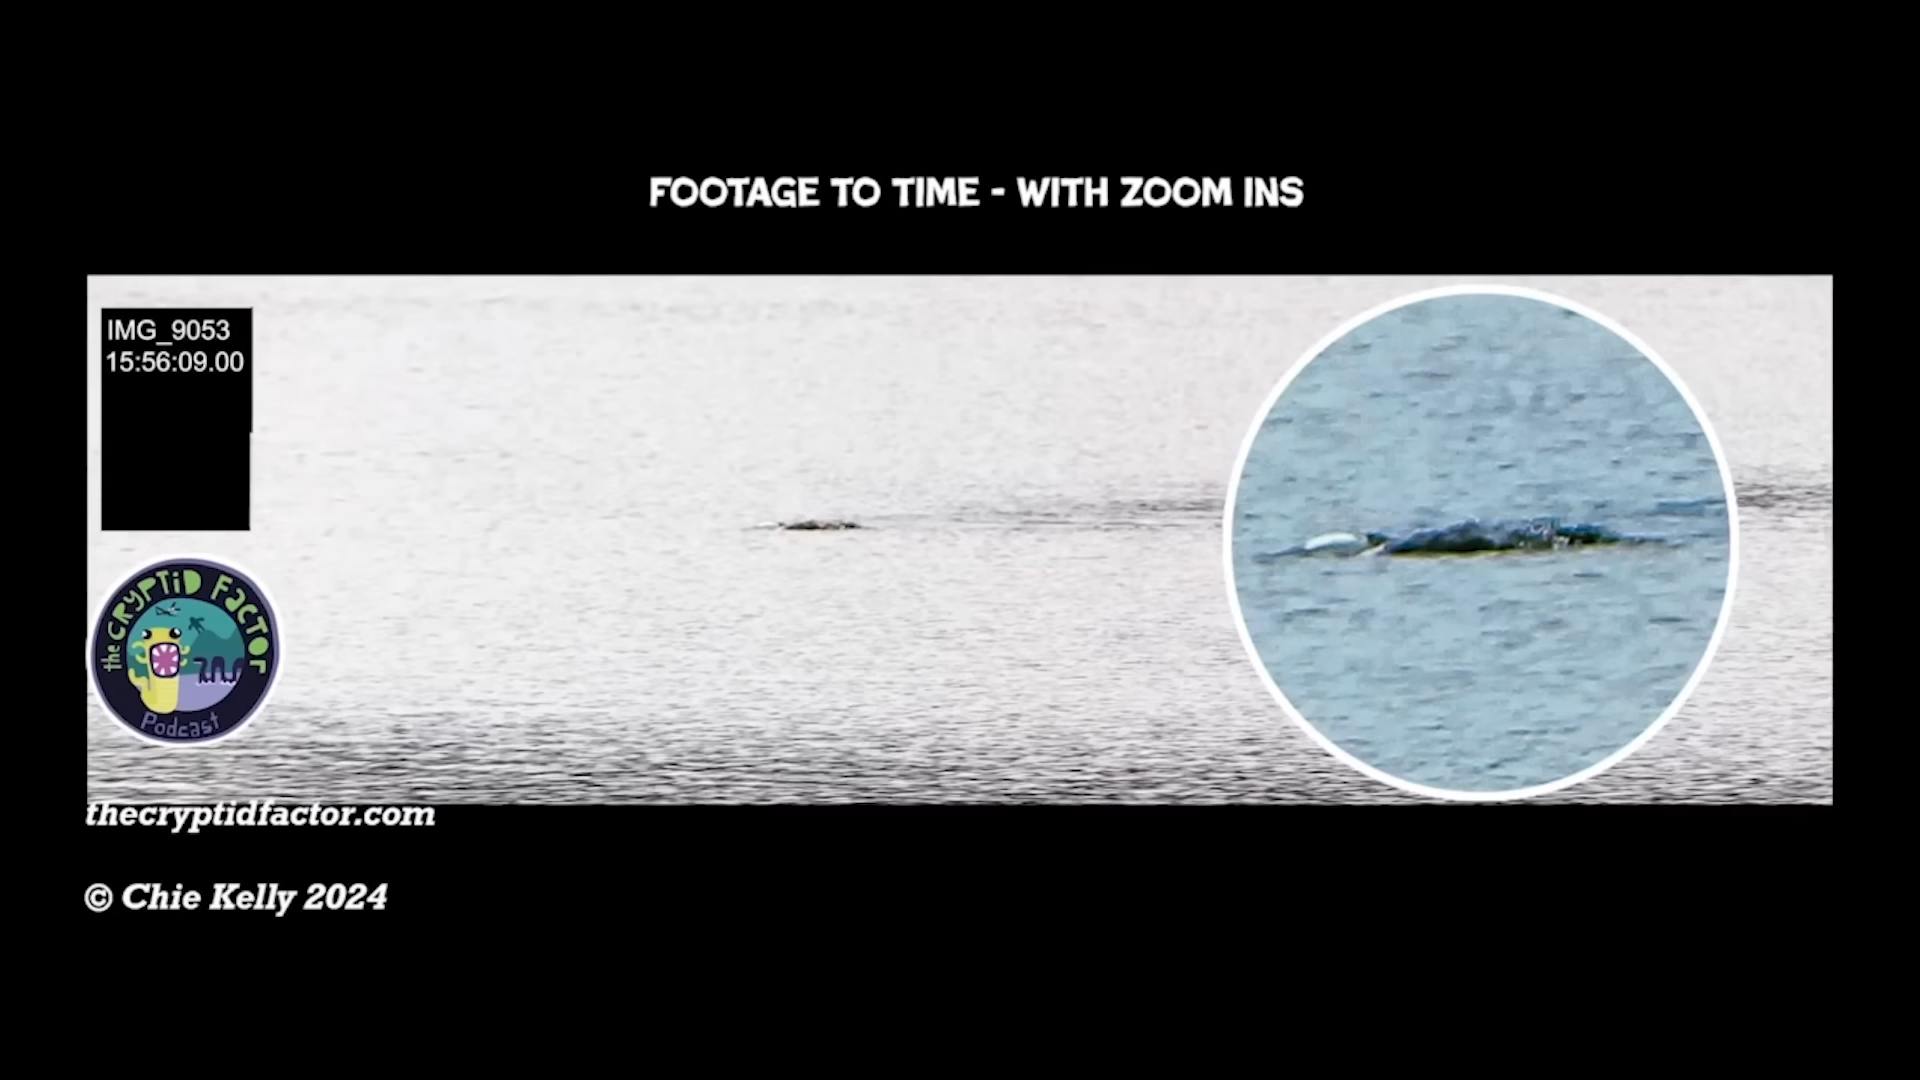 FOOTAGE TO TIME - WITH ZOOM INS
IMG_9053
15:56:09.00
the CRYPTiD FACTOR
Podcast
thecryptidfactor.com
© Chie Kelly 2024